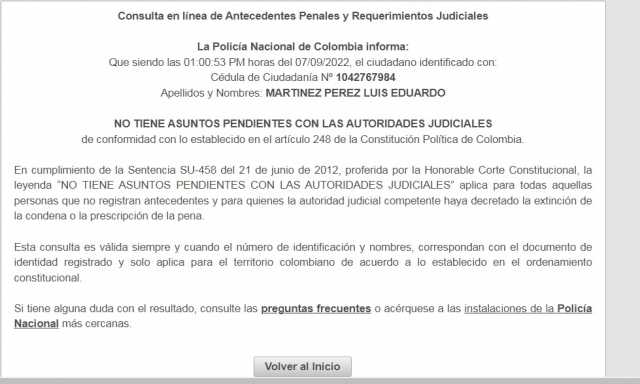 Consulta en línea de Antecedentes Penales y Requerimientos Judiciales
La Policía Nacional de Colombia informa:
Que siendo las 01:00:53 PM horas del 07/09/2022, el ciudadano identificado con:
Cédula de Ciudadanía Nº 1042767984
Apellidos y Nombres: MARTINEZ PEREZ LUIS EDUARDO
NO TIENE ASUNTOS PENDIENTES CON LAS AUTORIDADES JUDICIALES
de conformidad con lo establecido en el artículo 248 de la Constitución Política de Colombia.
En cumplimiento de la Sentencia SU-458 del 21 de junio de 2012, proferida por la Honorable Corte Constitucional, la
leyenda "NO TIENE ASUNTOS PENDIENTES CON LAS AUTORIDADES JUDICIALES" aplica para todas aquellas
personas que no registran antecedentes y para quienes la autoridad judicial competente haya decretado la extinción de
la condena o la prescripción de la pena.
Esta consulta es válida siempre y cuando el número de identificación y nombres, correspondan con el documento de
identidad registrado y solo aplica para el territorio colombiano de acuerdo a lo establecido en el ordenamiento
constitucional.
Si tiene alguna duda con el resultado, consulte las preguntas frecuentes o acérquese a las instalaciones de la Policía
Nacional más cercanas.
Volver al Inicio